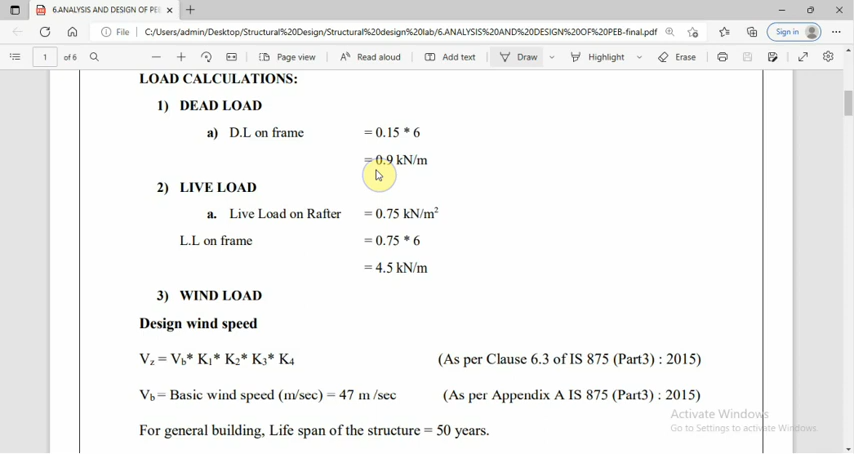 6.ANALYSIS AND DESIGN OF PE
File
C:/Users/admin/Desktop/Structural%20Design/Structural%20design%20lab/6.ANALYSIS%20AND%20DESIGN%20OF%20PEB-final.pdf
Sign in
1 of 6
Page view
Read aloud
Add text
Draw
Highlight
Erase
LOAD CALCULATIONS:
1) DEAD LOAD
a) D.L on frame = 0.15 * 6
= 0.9 kN/m
2) LIVE LOAD
a. Live Load on Rafter = 0.75 kN/m²
L.L on frame = 0.75 * 6
= 4.5 kN/m
3) WIND LOAD
Design wind speed
V_z = V_b* K₁* K₂* K₃* K₄ (As per Clause 6.3 of IS 875 (Part3) : 2015)
V_b = Basic wind speed (m/sec) = 47 m /sec (As per Appendix A IS 875 (Part3) : 2015)
For general building, Life span of the structure = 50 years.
Activate Windows
Go to Settings to activate Windows.